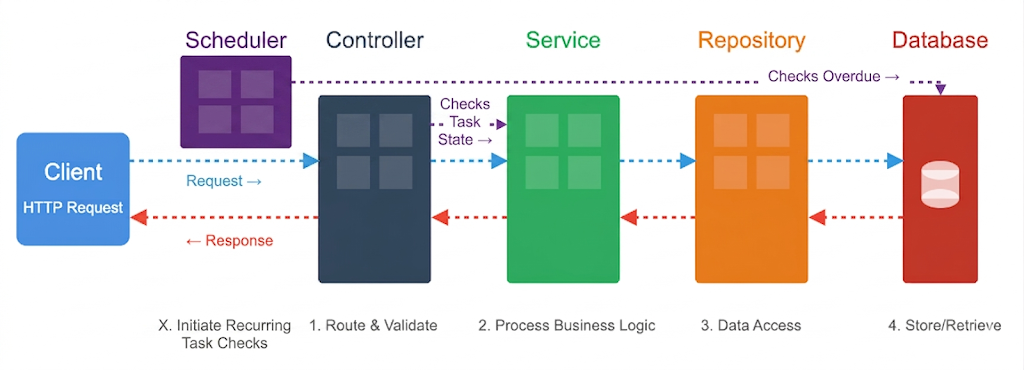 Scheduler
Controller
Service
Repository
Database
Checks Overdue →
Checks
Task
State →
Client
HTTP Request
Request →
← Response
X. Initiate Recurring
Task Checks
1. Route & Validate
2. Process Business Logic
3. Data Access
4. Store/Retrieve